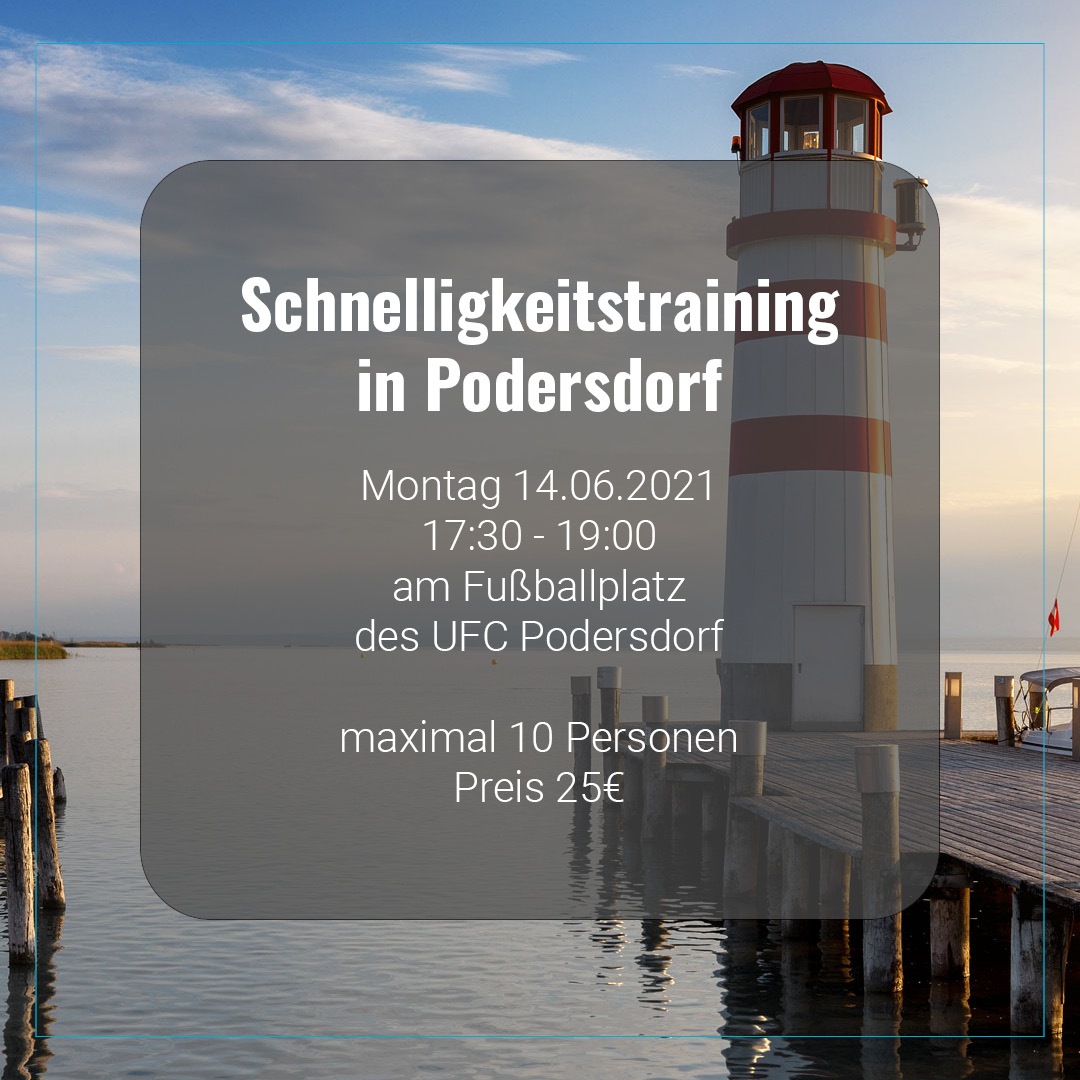 Schnelligkeitstraining
in Podersdorf
Montag 14.06.2021
17:30 - 19:00
am Fußballplatz
des UFC Podersdorf
maximal 10 Personen
Preis 25€